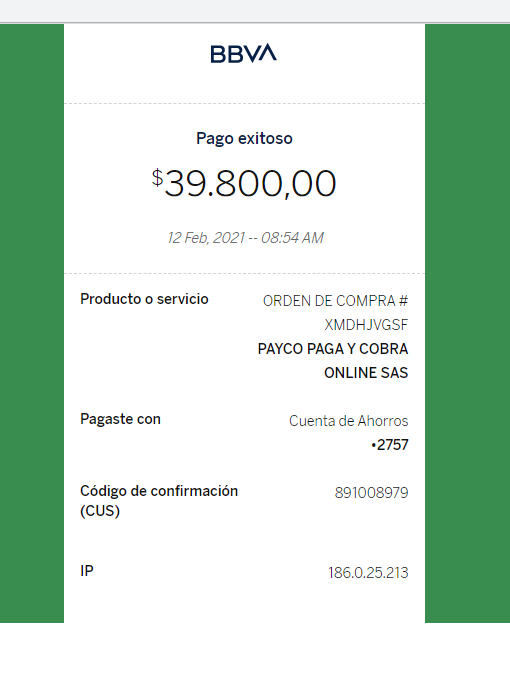 BBVA
Pago exitoso
$39.800,00
12 Feb, 2021 -- 08:54 AM
Producto o servicio
ORDEN DE COMPRA #
XMDHJVGSF
PAYCO PAGA Y COBRA
ONLINE SAS
Pagaste con
Cuenta de Ahorros
•2757
Código de confirmación
(CUS)
891008979
IP
186.0.25.213